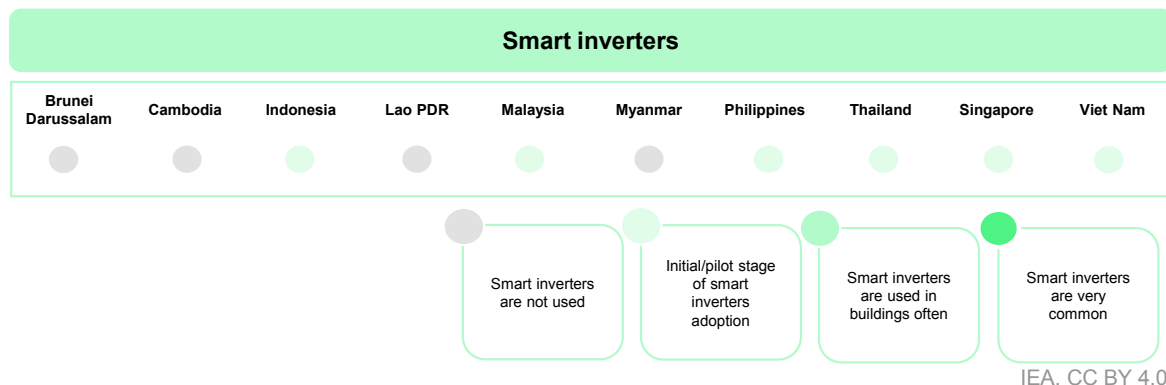 Smart inverters
Brunei
Darussalam
Cambodia
Indonesia
Lao PDR
Malaysia
Myanmar
Philippines
Thailand
Singapore
Viet Nam
Smart inverters
are not used
Initial/pilot stage
of smart
inverters
adoption
Smart inverters
are used in
buildings often
Smart inverters
are very
common
IEA. CC BY 4.0